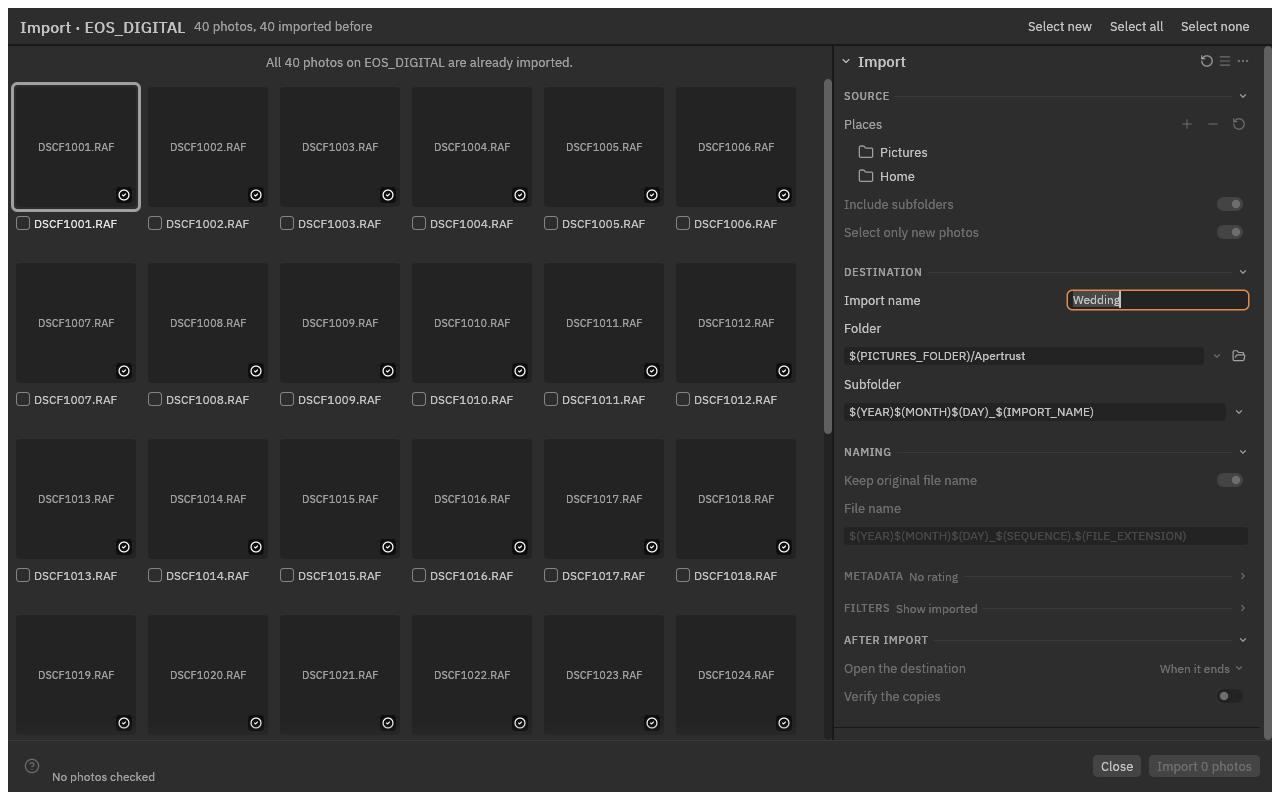 Import · EOS_DIGITAL 40 photos, 40 imported before Select new Select all Select none
All 40 photos on EOS_DIGITAL are already imported.
DSCF1001.RAF DSCF1002.RAF DSCF1003.RAF DSCF1004.RAF DSCF1005.RAF DSCF1006.RAF
DSCF1001.RAF DSCF1002.RAF DSCF1003.RAF DSCF1004.RAF DSCF1005.RAF DSCF1006.RAF
DSCF1007.RAF DSCF1008.RAF DSCF1009.RAF DSCF1010.RAF DSCF1011.RAF DSCF1012.RAF
DSCF1007.RAF DSCF1008.RAF DSCF1009.RAF DSCF1010.RAF DSCF1011.RAF DSCF1012.RAF
DSCF1013.RAF DSCF1014.RAF DSCF1015.RAF DSCF1016.RAF DSCF1017.RAF DSCF1018.RAF
DSCF1013.RAF DSCF1014.RAF DSCF1015.RAF DSCF1016.RAF DSCF1017.RAF DSCF1018.RAF
DSCF1019.RAF DSCF1020.RAF DSCF1021.RAF DSCF1022.RAF DSCF1023.RAF DSCF1024.RAF
Import
SOURCE
Places
Pictures
Home
Include subfolders
Select only new photos
DESTINATION
Import name Wedding
Folder
$(PICTURES_FOLDER)/Apertrust
Subfolder
$(YEAR)$(MONTH)$(DAY)_$(IMPORT_NAME)
NAMING
Keep original file name
File name
$(YEAR)$(MONTH)$(DAY)_$(SEQUENCE).$(FILE_EXTENSION)
METADATA No rating
FILTERS Show imported
AFTER IMPORT
Open the destination When it ends
Verify the copies
No photos checked
Close Import 0 photos